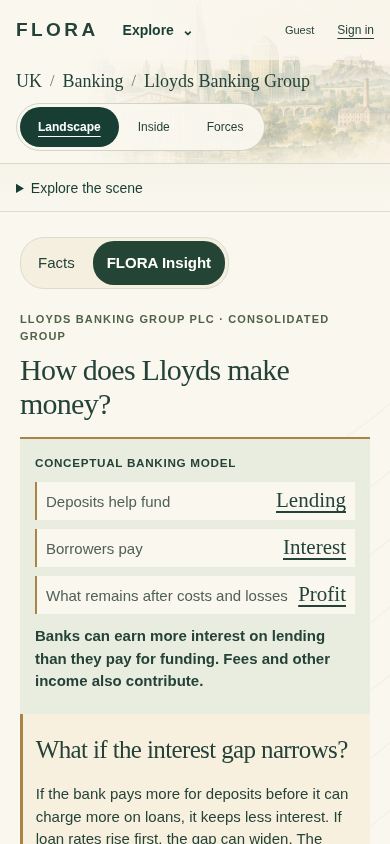 FLORA
Explore
Guest
Sign in
UK / Banking / Lloyds Banking Group
Landscape
Inside
Forces
Explore the scene
Facts
FLORA Insight
LLOYDS BANKING GROUP PLC · CONSOLIDATED
GROUP
How does Lloyds make
money?
CONCEPTUAL BANKING MODEL
Deposits help fund Lending
Borrowers pay Interest
What remains after costs and losses Profit
Banks can earn more interest on lending
than they pay for funding. Fees and other
income also contribute.
What if the interest gap narrows?
If the bank pays more for deposits before it can
charge more on loans, it keeps less interest. If
loan rates rise first, the gap can widen. The